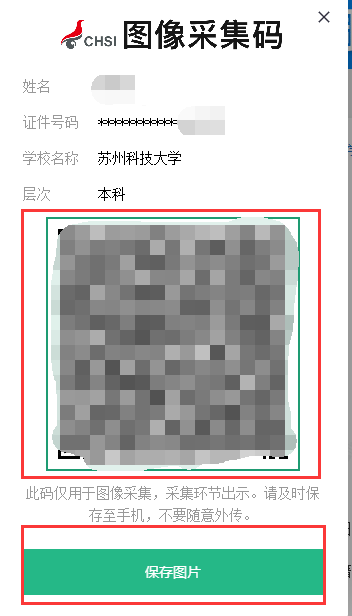 CHSI 图像采集码
姓名
证件号码 ***********
学校名称 苏州科技大学
层次 本科
此码仅用于图像采集，采集环节出示。请及时保
存至手机，不要随意外传。
保存图片